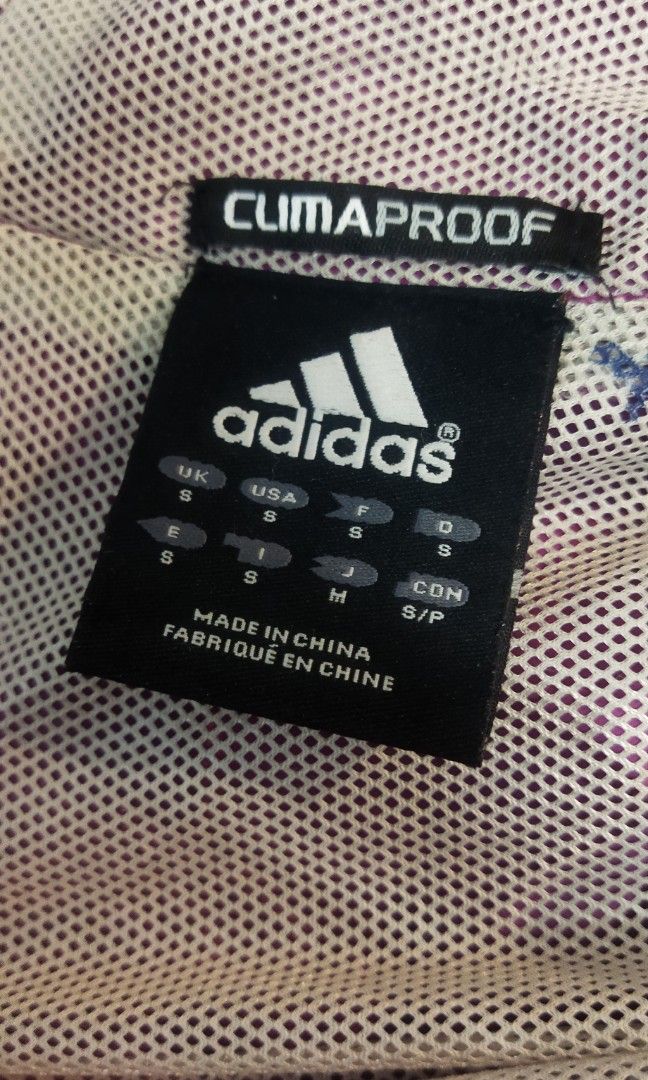 CLIMAPROOF
adidas®
UK USA F D
S S S S
E I J CDN
S S M S/P
MADE IN CHINA
FABRIQUÉ EN CHINE